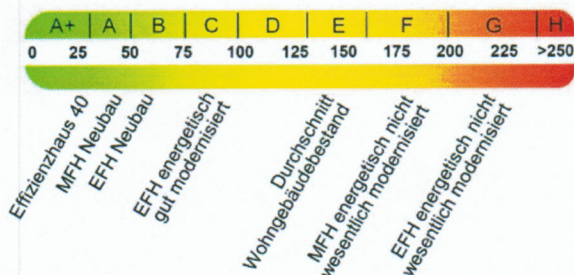 A+ A B C D E F G H
0 25 50 75 100 125 150 175 200 225 >250
Effizienzhaus 40
MFH Neubau
EFH Neubau
EFH energetisch
gut modernisiert
Durchschnitt
Wohngebäudebestand
MFH energetisch nicht
wesentlich modernisiert
EFH energetisch nicht
wesentlich modernisiert